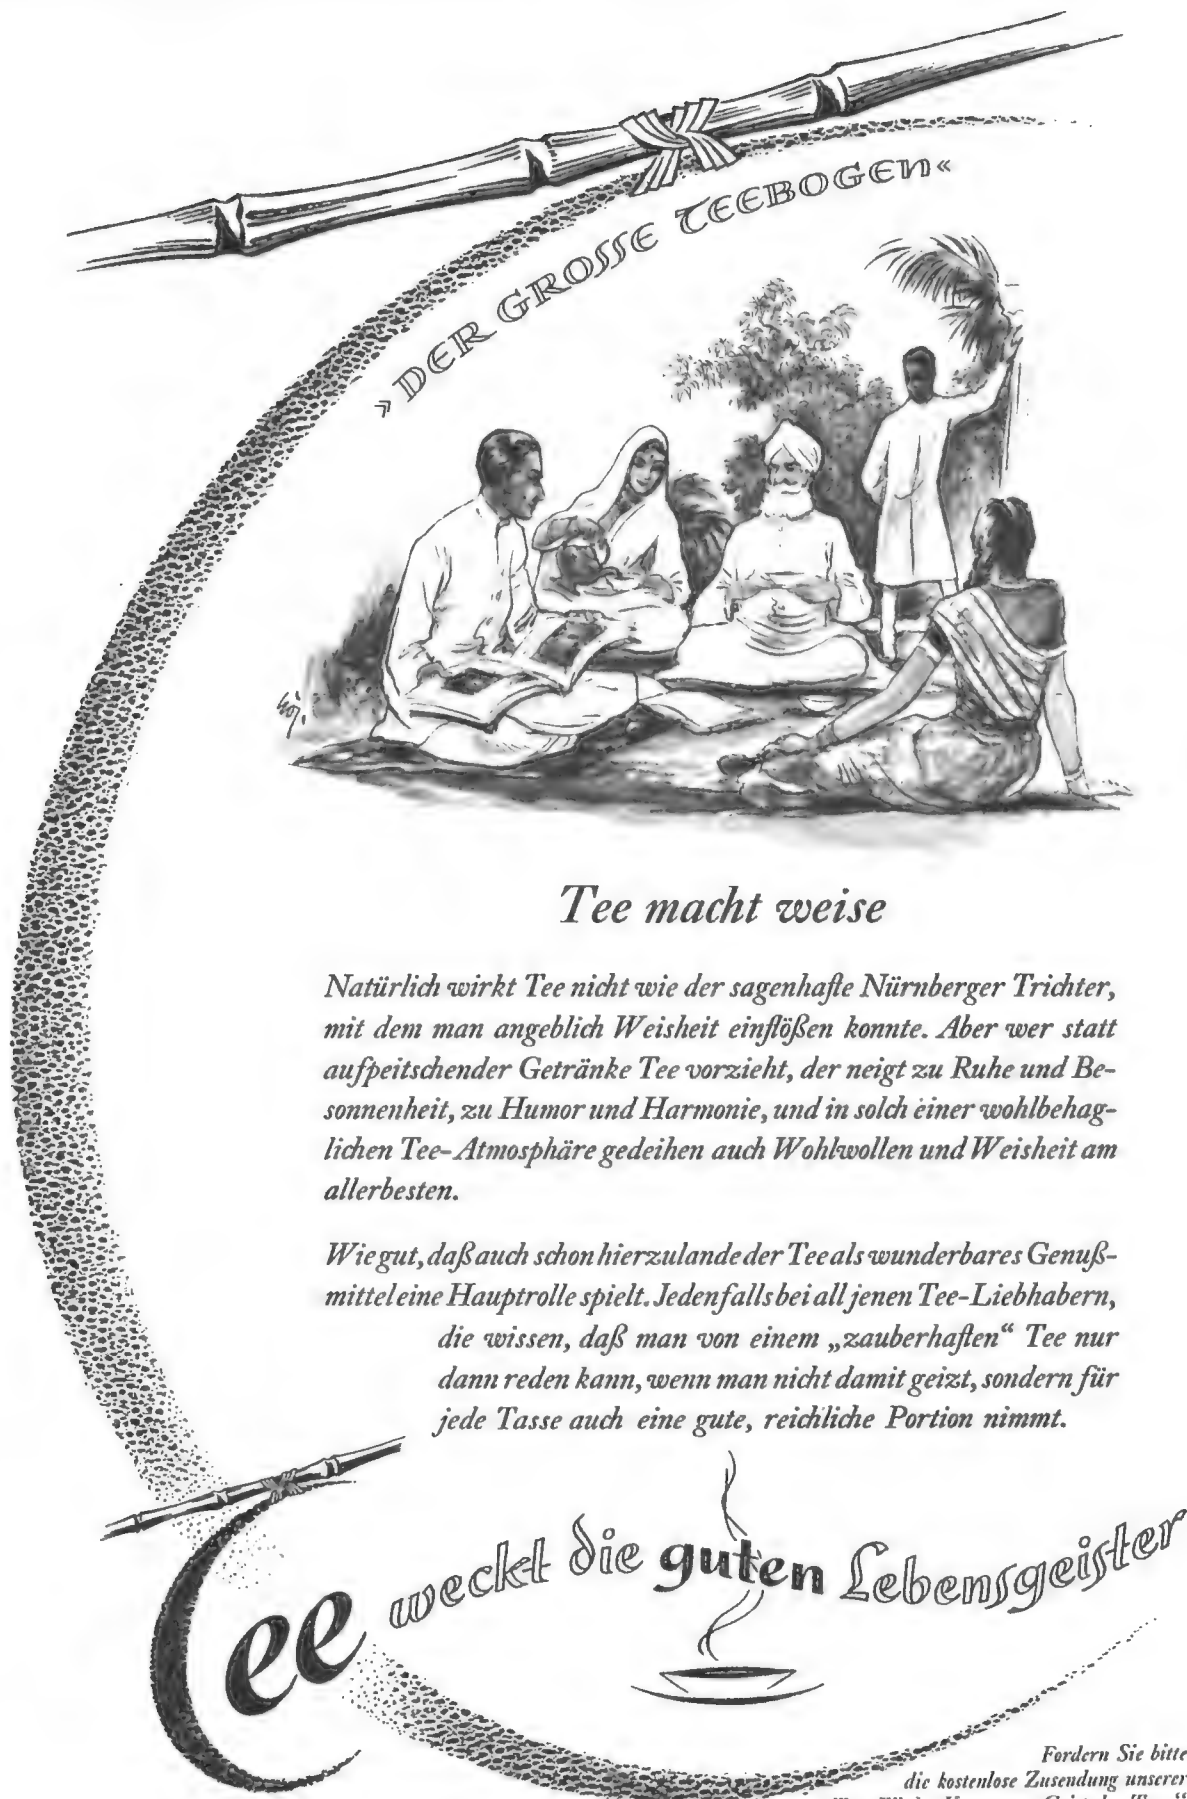 »DER GROSSE TEEBOGEN«
Tee macht weise
Natürlich wirkt Tee nicht wie der sagenhafte Nürnberger Trichter,
mit dem man angeblich Weisheit einflößen konnte. Aber wer statt
aufpeitschender Getränke Tee vorzieht, der neigt zu Ruhe und Be-
sonnenheit, zu Humor und Harmonie, und in solch einer wohlbehag-
lichen Tee-Atmosphäre gedeihen auch Wohlwollen und Weisheit am
allerbesten.
Wie gut, daß auch schon hierzulande der Tee als wunderbares Genuß-
mittel eine Hauptrolle spielt. Jedenfalls bei all jenen Tee-Liebhabern,
die wissen, daß man von einem „zauberhaften“ Tee nur
dann reden kann, wenn man nicht damit geizt, sondern für
jede Tasse auch eine gute, reichliche Portion nimmt.
Tee weckt die guten Lebensgeister
Fordern Sie bitte
die kostenlose Zusendung unserer